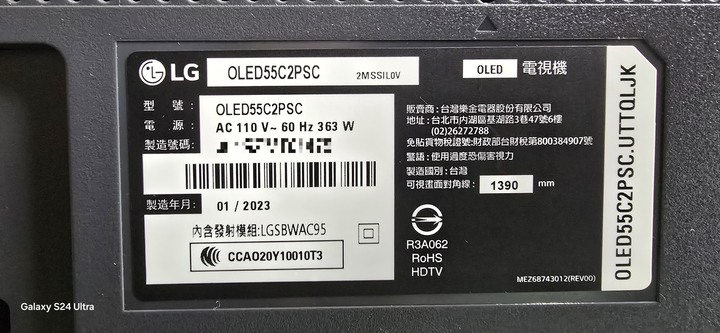 LG OLED55C2PSC 2MSSIL0V
OLED 電視機
型 號: OLED55C2PSC
電 源: AC 110 V~ 60 Hz 363 W
製造號碼:
製造年月: 01 / 2023
內含發射模組:LGSBWAC95
CCAO20Y10010T3
販賣商:台灣樂金電器股份有限公司
地址:台北市內湖區基湖路3巷47號6樓
(02)26272788
免貼貨物稅證號:財政部台財稅第800384907號
警語:使用過度恐傷害視力
製造國別:台灣
可視畫面對角線: 1390 mm
R3A062
RoHS
HDTV
MEZ68743012(REV00)
OLED55C2PSC.UTTQLJK
Galaxy S24 Ultra